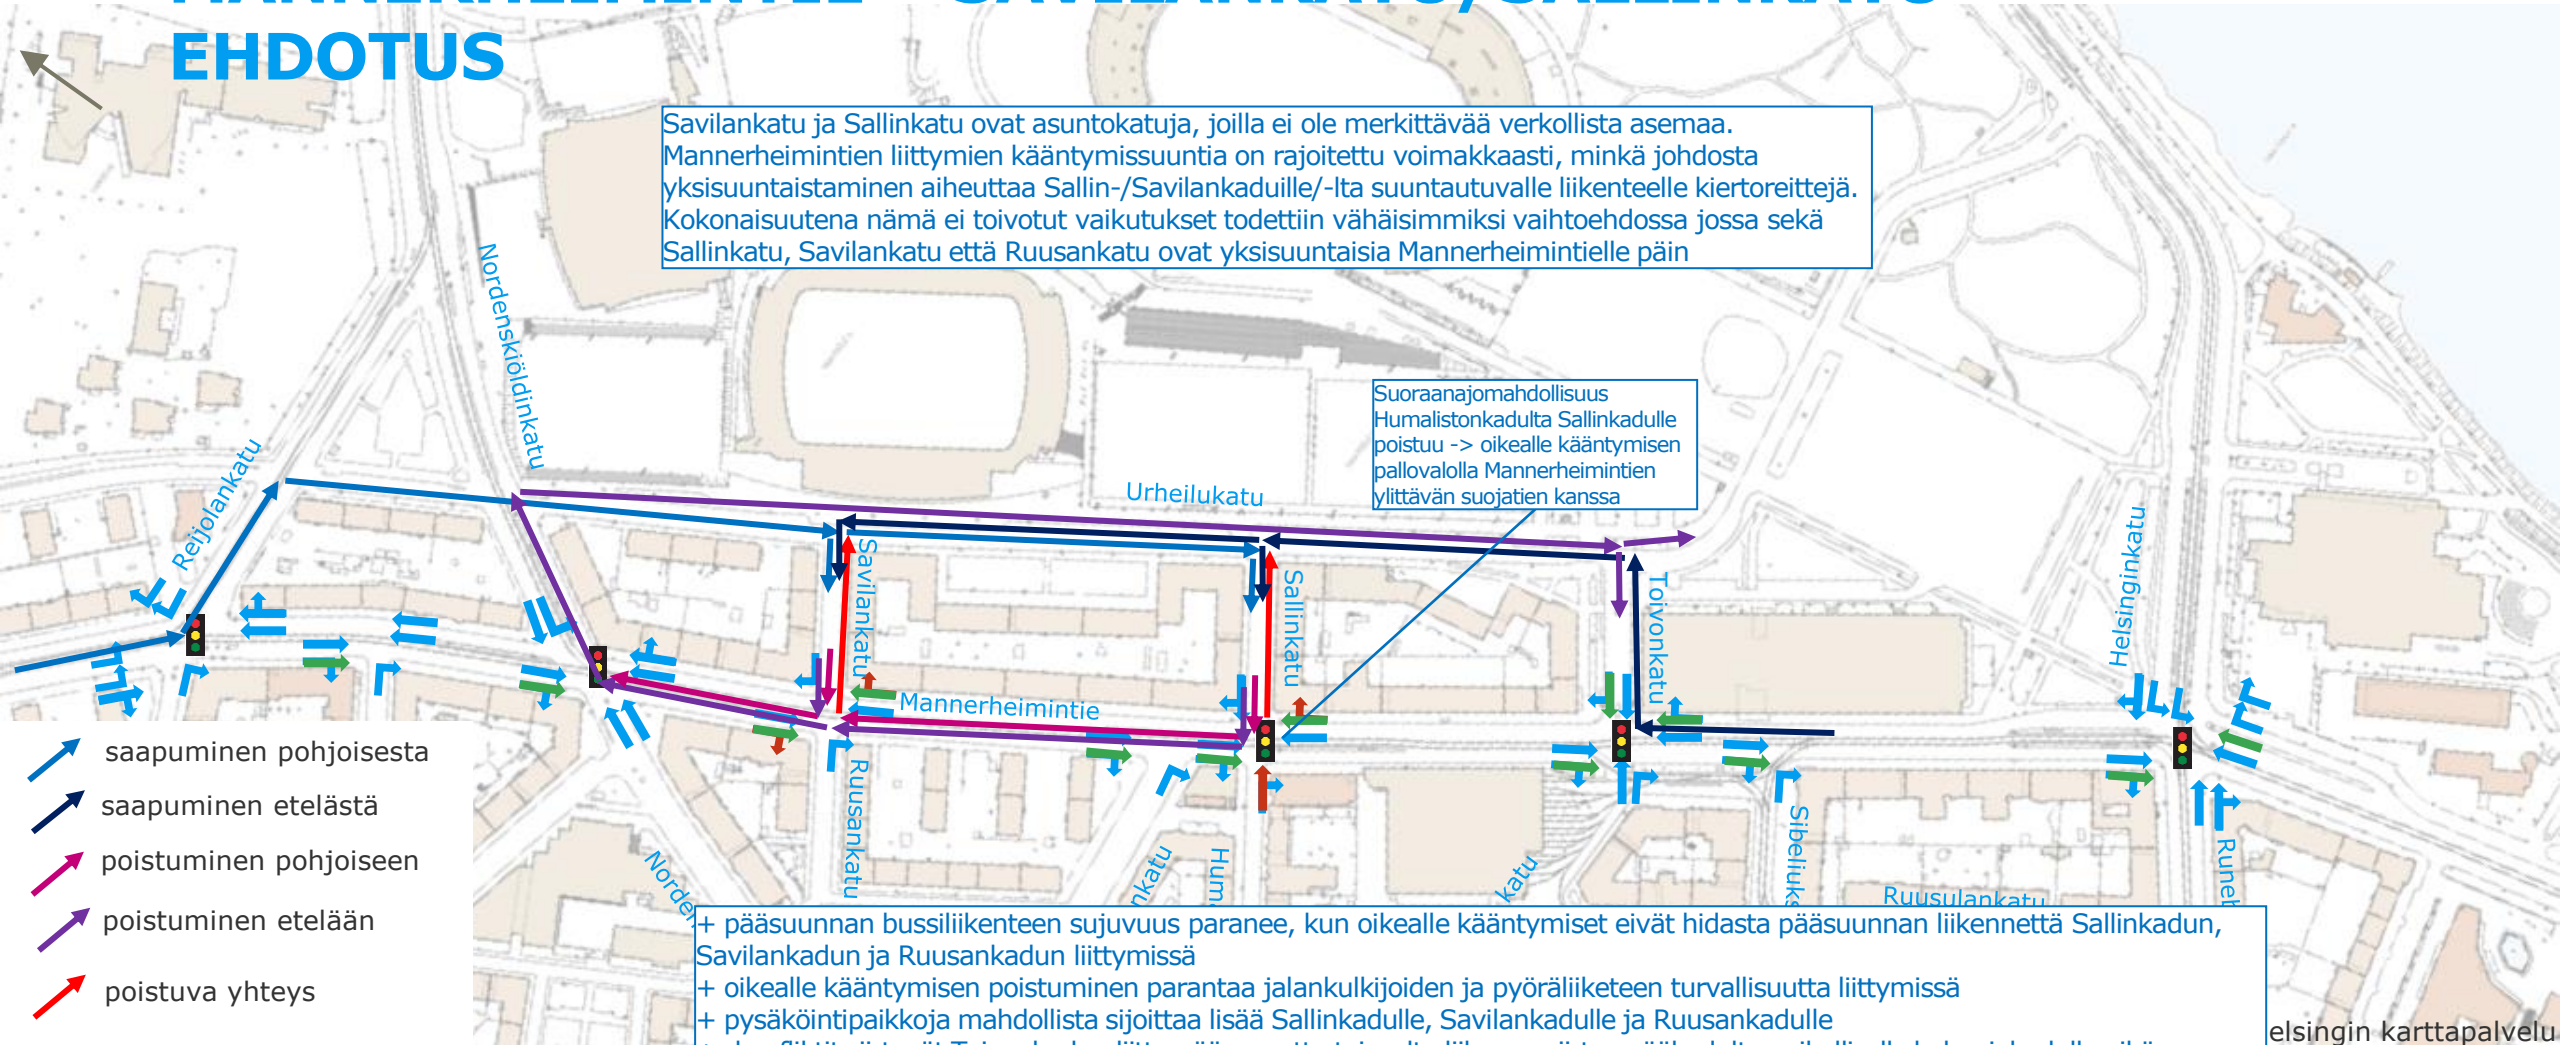 EHDOTUS
Savilankatu ja Sallinkatu ovat asuntokatuja, joilla ei ole merkittävää verkollista asemaa.
Mannerheimintien liittymien kääntymissuuntia on rajoitettu voimakkaasti, minkä johdosta
yksisuuntaistaminen aiheuttaa Sallin-/Savilankaduille/-lta suuntautuvalle liikenteelle kiertoreittejä.
Kokonaisuutena nämä ei toivotut vaikutukset todettiin vähäisimmiksi vaihtoehdossa jossa sekä
Sallinkatu, Savilankatu että Ruusankatu ovat yksisuuntaisia Mannerheimintielle päin
Nordenskiöldinkatu
Suoraanajomahdollisuus
Humalistonkadulta Sallinkadulle
poistuu -> oikealle kääntymisen
pallovalolla Mannerheimintien
ylittävän suojatien kanssa
Reijolankatu
Urheilukatu
Savilankatu
Sallinkatu
Toivonkatu
Helsinginkatu
Mannerheimintie
saapuminen pohjoisesta
saapuminen etelästä
poistuminen pohjoiseen
poistuminen etelään
poistuva yhteys
Ruusankatu
nkatu
Hum
katu
Ruusulankatu
+ pääsuunnan bussiliikenteen sujuvuus paranee, kun oikealle kääntymiset eivät hidasta pääsuunnan liikennettä Sallinkadun,
Savilankadun ja Ruusankadun liittymissä
+ oikealle kääntymisen poistuminen parantaa jalankulkijoiden ja pyöräliiketeen turvallisuutta liittymissä
+ pysäköintipaikkoja mahdollista sijoittaa lisää Sallinkadulle, Savilankadulle ja Ruusankadulle
elsingin karttapalvelu